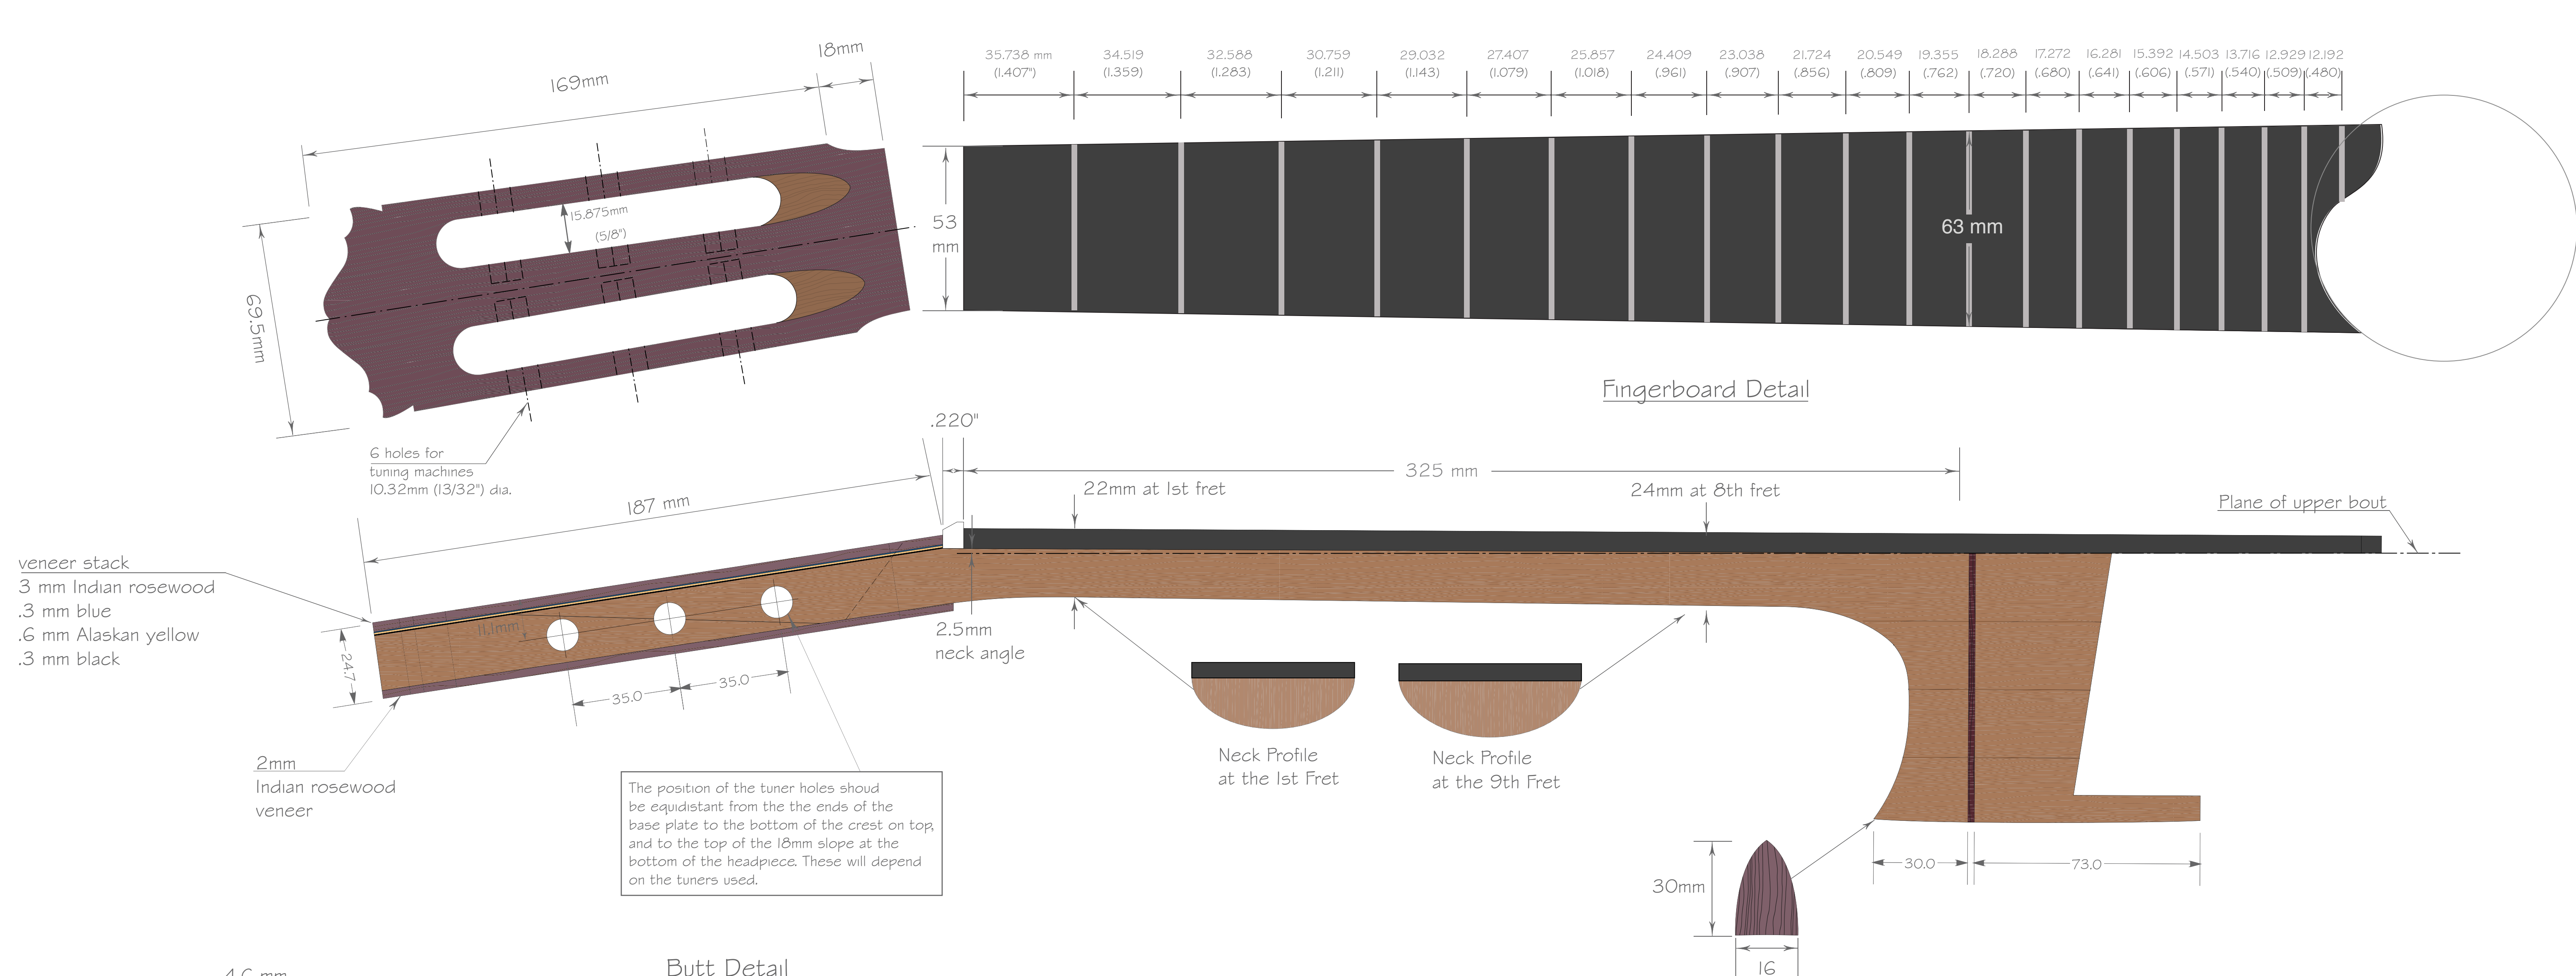 169mm
18mm
35.738 mm 34.519 32.588 30.759 29.032 27.407 25.857 24.409 23.038 21.724 20.549 19.355 18.288 17.272 16.281 15.392 14.503 13.716 12.929 12.192
(1.407") (1.359) (1.283) (1.211) (1.143) (1.079) (1.018) (.961) (.907) (.856) (.809) (.762) (.720) (.680) (.641) (.606) (.571) (.540) (.509) (.480)
15.875mm
(5/8")
69.5mm
53
mm
63 mm
Fingerboard Detail
6 holes for
tuning machines
10.32mm (13/32") dia.
.220"
325 mm
187 mm
22mm at 1st fret
24mm at 8th fret
Plane of upper bout
veneer stack
3 mm Indian rosewood
.3 mm blue
.6 mm Alaskan yellow
.3 mm black
24.7
11.1mm
35.0
35.0
2.5mm
neck angle
2mm
Indian rosewood
veneer
The position of the tuner holes shoud
be equidistant from the the ends of the
base plate to the bottom of the crest on top,
and to the top of the 18mm slope at the
bottom of the headpiece. These will depend
on the tuners used.
Neck Profile
at the 1st Fret
Neck Profile
at the 9th Fret
30.0
73.0
30mm
16
Butt Detail
4.6 mm